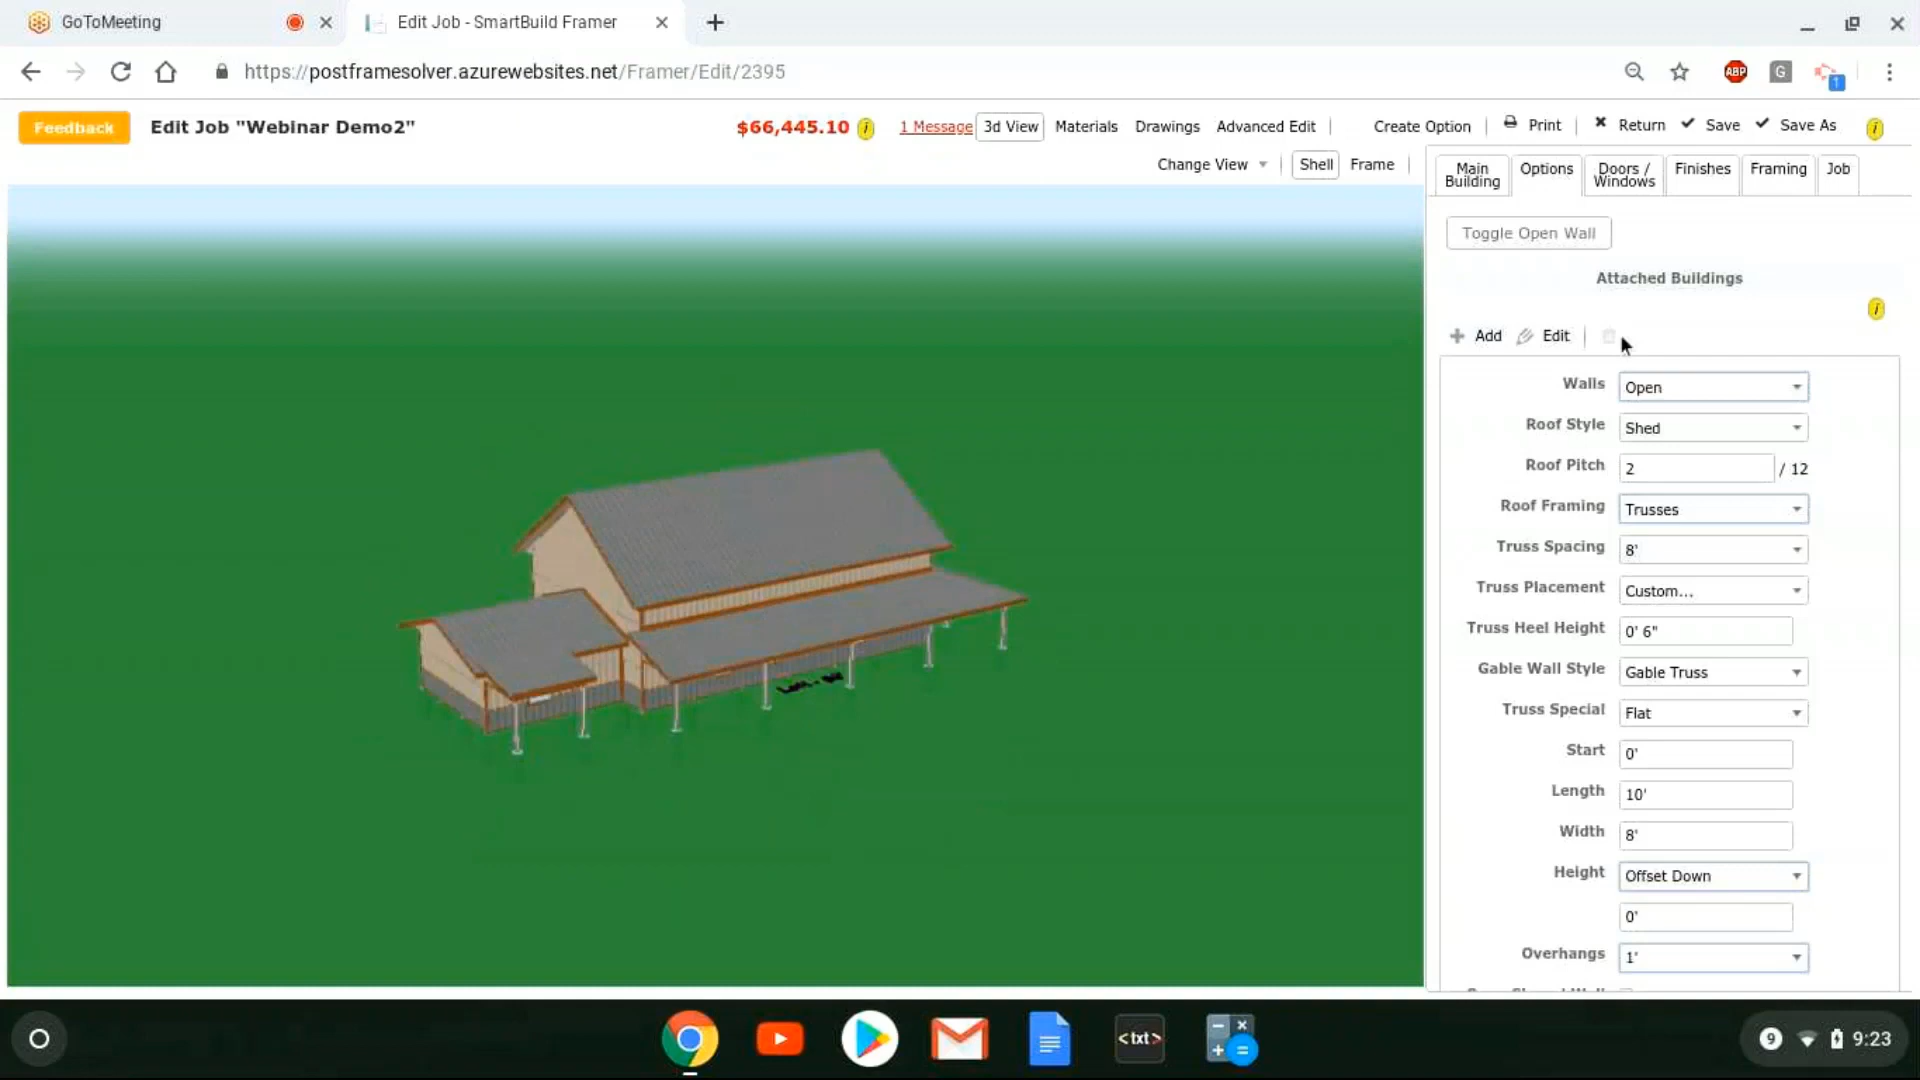 GoToMeeting
Edit Job - SmartBuild Framer
https://postframesolver.azurewebsites.net/Framer/Edit/2395
ABP
G
1
Feedback
Edit Job "Webinar Demo2"
$66,445.10
i
1 Message
3d View
Materials
Drawings
Advanced Edit
Create Option
Print
Return
Save
Save As
i
Change View
Shell
Frame
Main Building
Options
Doors / Windows
Finishes
Framing
Job
Toggle Open Wall
Attached Buildings
i
Add
Edit
Walls Open
Roof Style Shed
Roof Pitch 2 / 12
Roof Framing Trusses
Truss Spacing 8'
Truss Placement Custom...
Truss Heel Height 0' 6"
Gable Wall Style Gable Truss
Truss Special Flat
Start 0'
Length 10'
Width 8'
Height Offset Down
0'
Overhangs 1'
<txt>
9
9:23